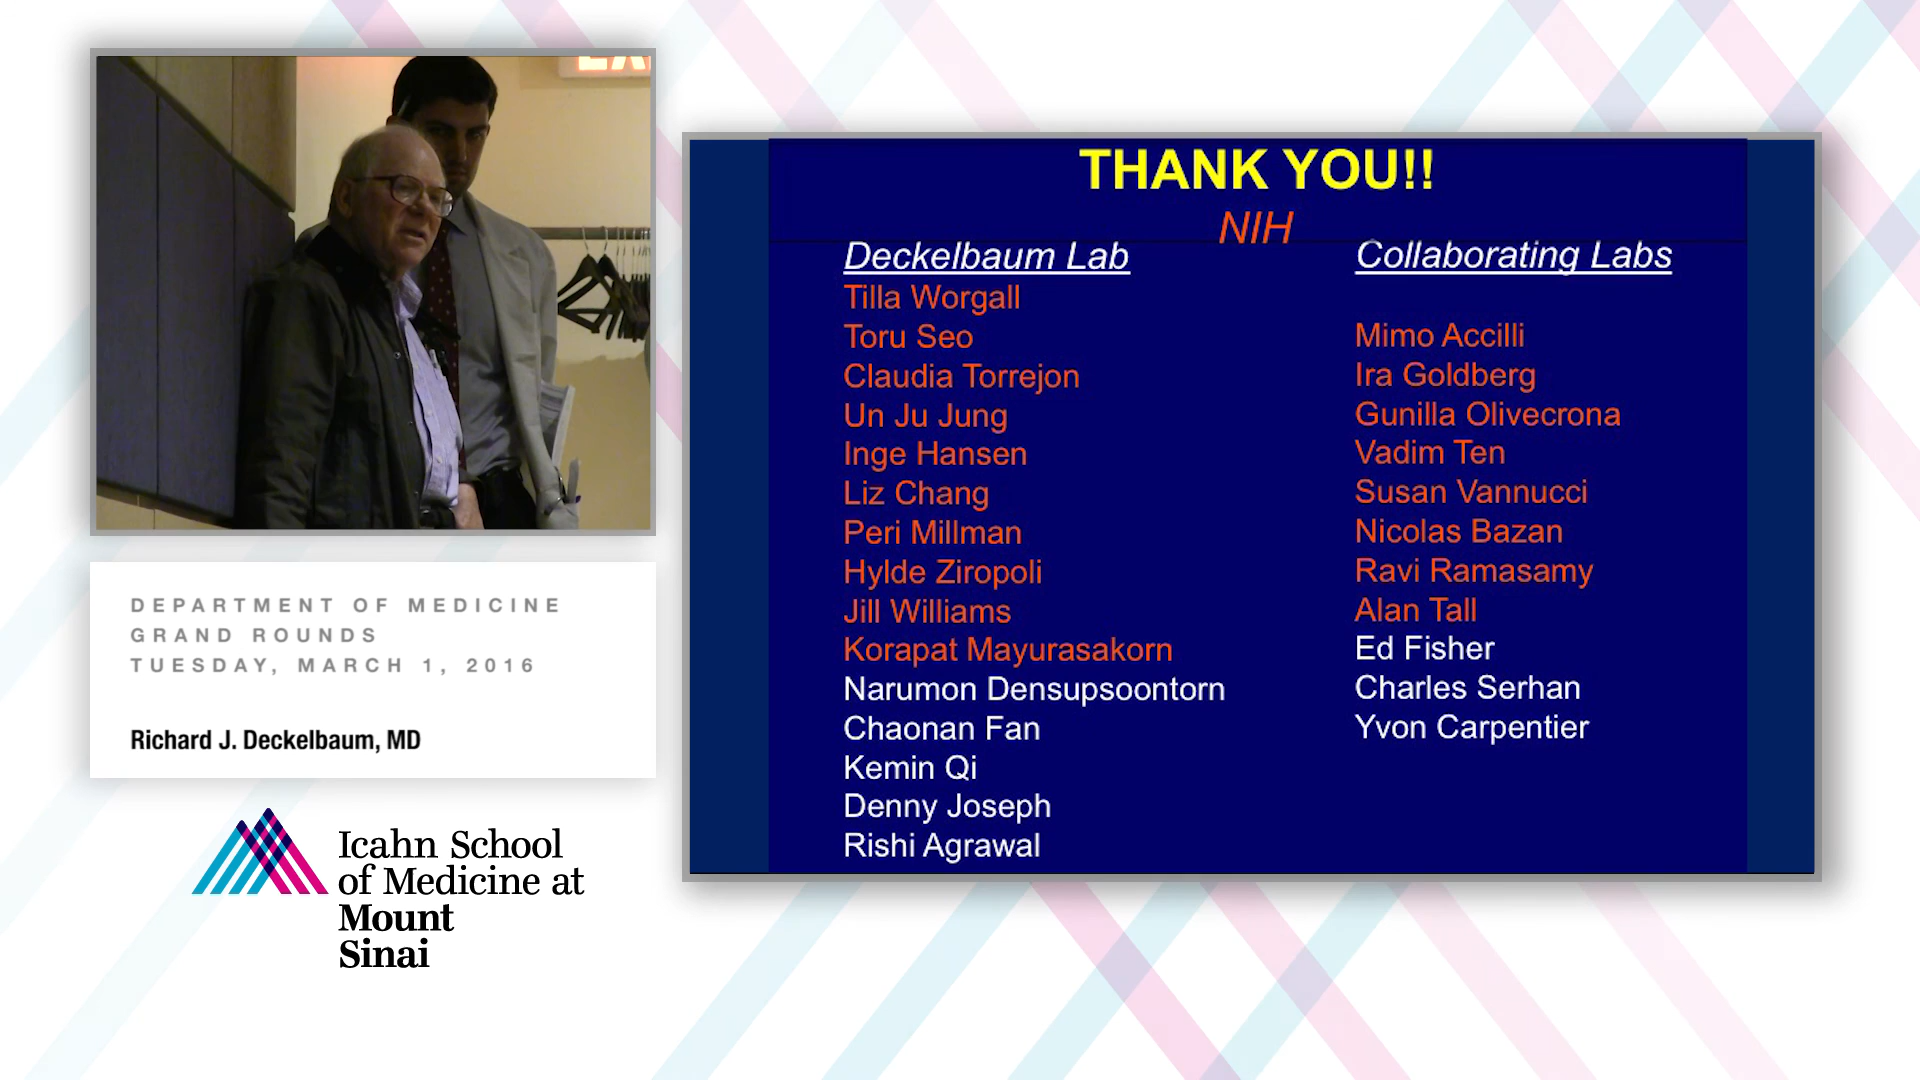 DEPARTMENT OF MEDICINE
GRAND ROUNDS
TUESDAY, MARCH 1, 2016
Richard J. Deckelbaum, MD
Icahn School
of Medicine at
Mount
Sinai
THANK YOU!!
NIH
Deckelbaum Lab
Tilla Worgall
Toru Seo
Claudia Torrejon
Un Ju Jung
Inge Hansen
Liz Chang
Peri Millman
Hylde Ziropoli
Jill Williams
Korapat Mayurasakorn
Narumon Densupsoontorn
Chaonan Fan
Kemin Qi
Denny Joseph
Rishi Agrawal
Collaborating Labs
Mimo Accilli
Ira Goldberg
Gunilla Olivecrona
Vadim Ten
Susan Vannucci
Nicolas Bazan
Ravi Ramasamy
Alan Tall
Ed Fisher
Charles Serhan
Yvon Carpentier